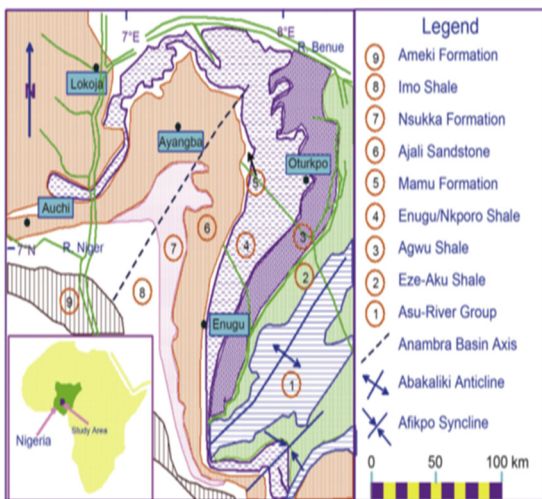 7°E
8°E
R. Benue
Lokoja
N
Ayangba
Oturkpo
5
Auchi
6
7°N
R. Niger
7
4
3
2
8
9
Enugu
1
Nigeria
Study Area
Legend
9 Ameki Formation
8 Imo Shale
7 Nsukka Formation
6 Ajali Sandstone
5 Mamu Formation
4 Enugu/Nkporo Shale
3 Agwu Shale
2 Eze-Aku Shale
1 Asu-River Group
Anambra Basin Axis
Abakaliki Anticline
Afikpo Syncline
0 50 100 km